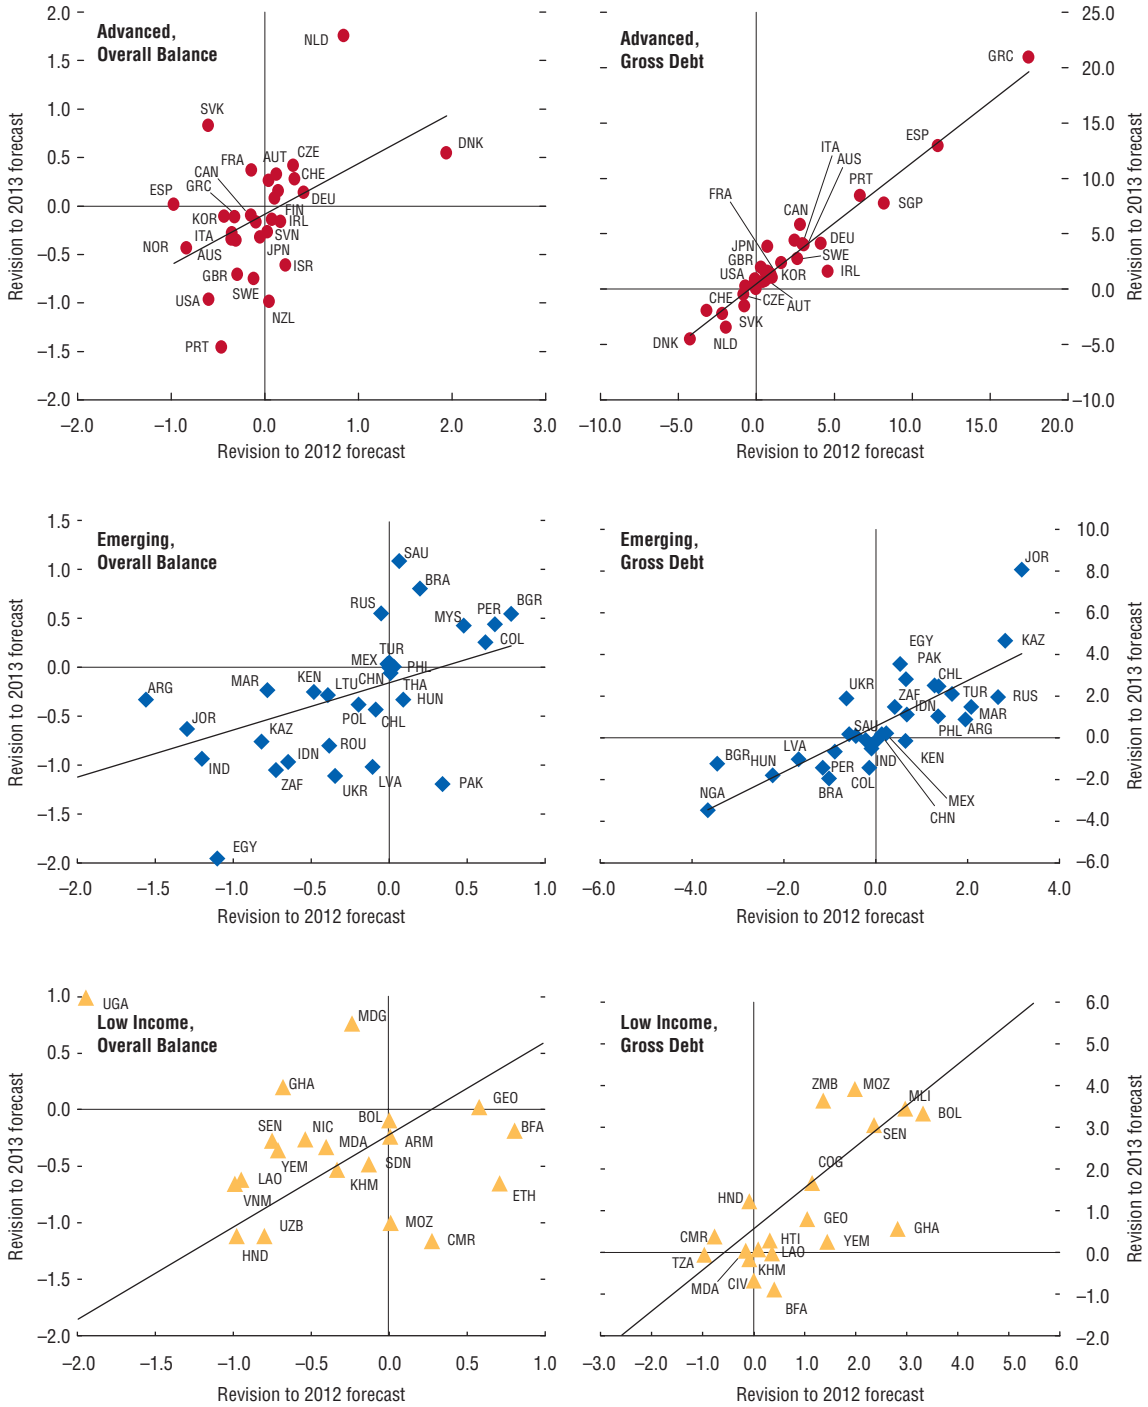 Advanced,
Overall Balance
Revision to 2013 forecast
2.0
1.5
1.0
0.5
0.0
–0.5
–1.0
–1.5
–2.0
NLD
SVK
DNK
FRA
AUT
CZE
CAN
CHE
GRC
ESP
DEU
KOR
FIN
IRL
ITA
SVN
NOR
AUS
JPN
ISR
GBR
SWE
USA
NZL
PRT
–2.0
–1.0
0.0
1.0
2.0
3.0
Revision to 2012 forecast
Advanced,
Gross Debt
25.0
20.0
15.0
10.0
5.0
0.0
–5.0
–10.0
Revision to 2013 forecast
GRC
ESP
ITA
AUS
PRT
FRA
SGP
CAN
JPN
DEU
GBR
SWE
USA
KOR
IRL
CHE
CZE
AUT
SVK
DNK
NLD
–10.0
–5.0
0.0
5.0
10.0
15.0
20.0
Revision to 2012 forecast
Emerging,
Overall Balance
Revision to 2013 forecast
1.5
1.0
0.5
0.0
–0.5
–1.0
–1.5
–2.0
SAU
BRA
RUS
BGR
PER
MYS
COL
TUR
MEX
PHL
CHN
KEN
MAR
LTU
THA
ARG
HUN
JOR
POL
CHL
KAZ
ROU
IDN
IND
ZAF
UKR
LVA
PAK
EGY
–2.0
–1.5
–1.0
–0.5
0.0
0.5
1.0
Revision to 2012 forecast
Emerging,
Gross Debt
10.0
8.0
6.0
4.0
2.0
0.0
–2.0
–4.0
–6.0
Revision to 2013 forecast
JOR
KAZ
EGY
PAK
CHL
UKR
ZAF
TUR
RUS
IDN
MAR
SAU
PHL
ARG
LVA
BGR
HUN
PER
IND
KEN
COL
NGA
BRA
MEX
CHN
–6.0
–4.0
–2.0
0.0
2.0
4.0
Revision to 2012 forecast
Low Income,
Overall Balance
Revision to 2013 forecast
1.0
0.5
0.0
–0.5
–1.0
–1.5
–2.0
UGA
MDG
GHA
GEO
BOL
SEN
NIC
BFA
MDA
ARM
YEM
SDN
LAO
KHM
VNM
ETH
UZB
MOZ
HND
CMR
–2.0
–1.5
–1.0
–0.5
0.0
0.5
1.0
Revision to 2012 forecast
Low Income,
Gross Debt
6.0
5.0
4.0
3.0
2.0
1.0
0.0
–1.0
–2.0
Revision to 2013 forecast
ZMB
MOZ
MLI
BOL
SEN
COG
HND
GEO
GHA
CMR
HTI
YEM
LAO
TZA
KHM
MDA
CIV
BFA
–3.0
–2.0
–1.0
0.0
1.0
2.0
3.0
4.0
5.0
6.0
Revision to 2012 forecast